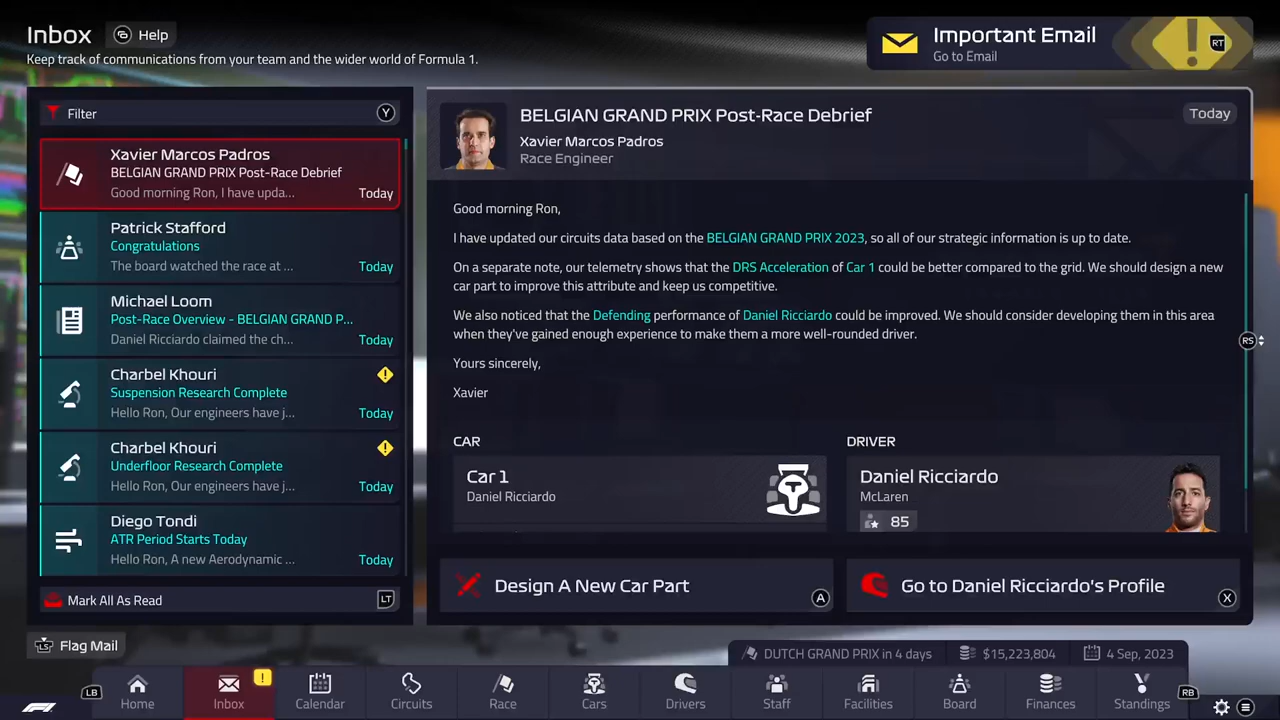 Inbox
Help
Keep track of communications from your team and the wider world of Formula 1.
Important Email
Go to Email
RT
Filter
Y
Xavier Marcos Padros
BELGIAN GRAND PRIX Post-Race Debrief
Good morning Ron, I have upda...
Today
Patrick Stafford
Congratulations
The board watched the race at ...
Today
Michael Loom
Post-Race Overview - BELGIAN GRAND P...
Daniel Ricciardo claimed the ch...
Today
Charbel Khouri
Suspension Research Complete
Hello Ron, Our engineers have j...
Today
Charbel Khouri
Underfloor Research Complete
Hello Ron, Our engineers have j...
Today
Diego Tondi
ATR Period Starts Today
Hello Ron, A new Aerodynamic ...
Today
Mark All As Read
LT
LS
Flag Mail
BELGIAN GRAND PRIX Post-Race Debrief
Today
Xavier Marcos Padros
Race Engineer
Good morning Ron,
I have updated our circuits data based on the BELGIAN GRAND PRIX 2023, so all of our strategic information is up to date.
On a separate note, our telemetry shows that the DRS Acceleration of Car 1 could be better compared to the grid. We should design a new
car part to improve this attribute and keep us competitive.
We also noticed that the Defending performance of Daniel Ricciardo could be improved. We should consider developing them in this area
when they've gained enough experience to make them a more well-rounded driver.
Yours sincerely,
Xavier
RS
CAR
Car 1
Daniel Ricciardo
DRIVER
Daniel Ricciardo
McLaren
85
Design A New Car Part
A
Go to Daniel Ricciardo's Profile
X
DUTCH GRAND PRIX in 4 days
$15,223,804
4 Sep, 2023
LB
Home
Inbox
Calendar
Circuits
Race
Cars
Drivers
Staff
Facilities
Board
Finances
Standings
RB